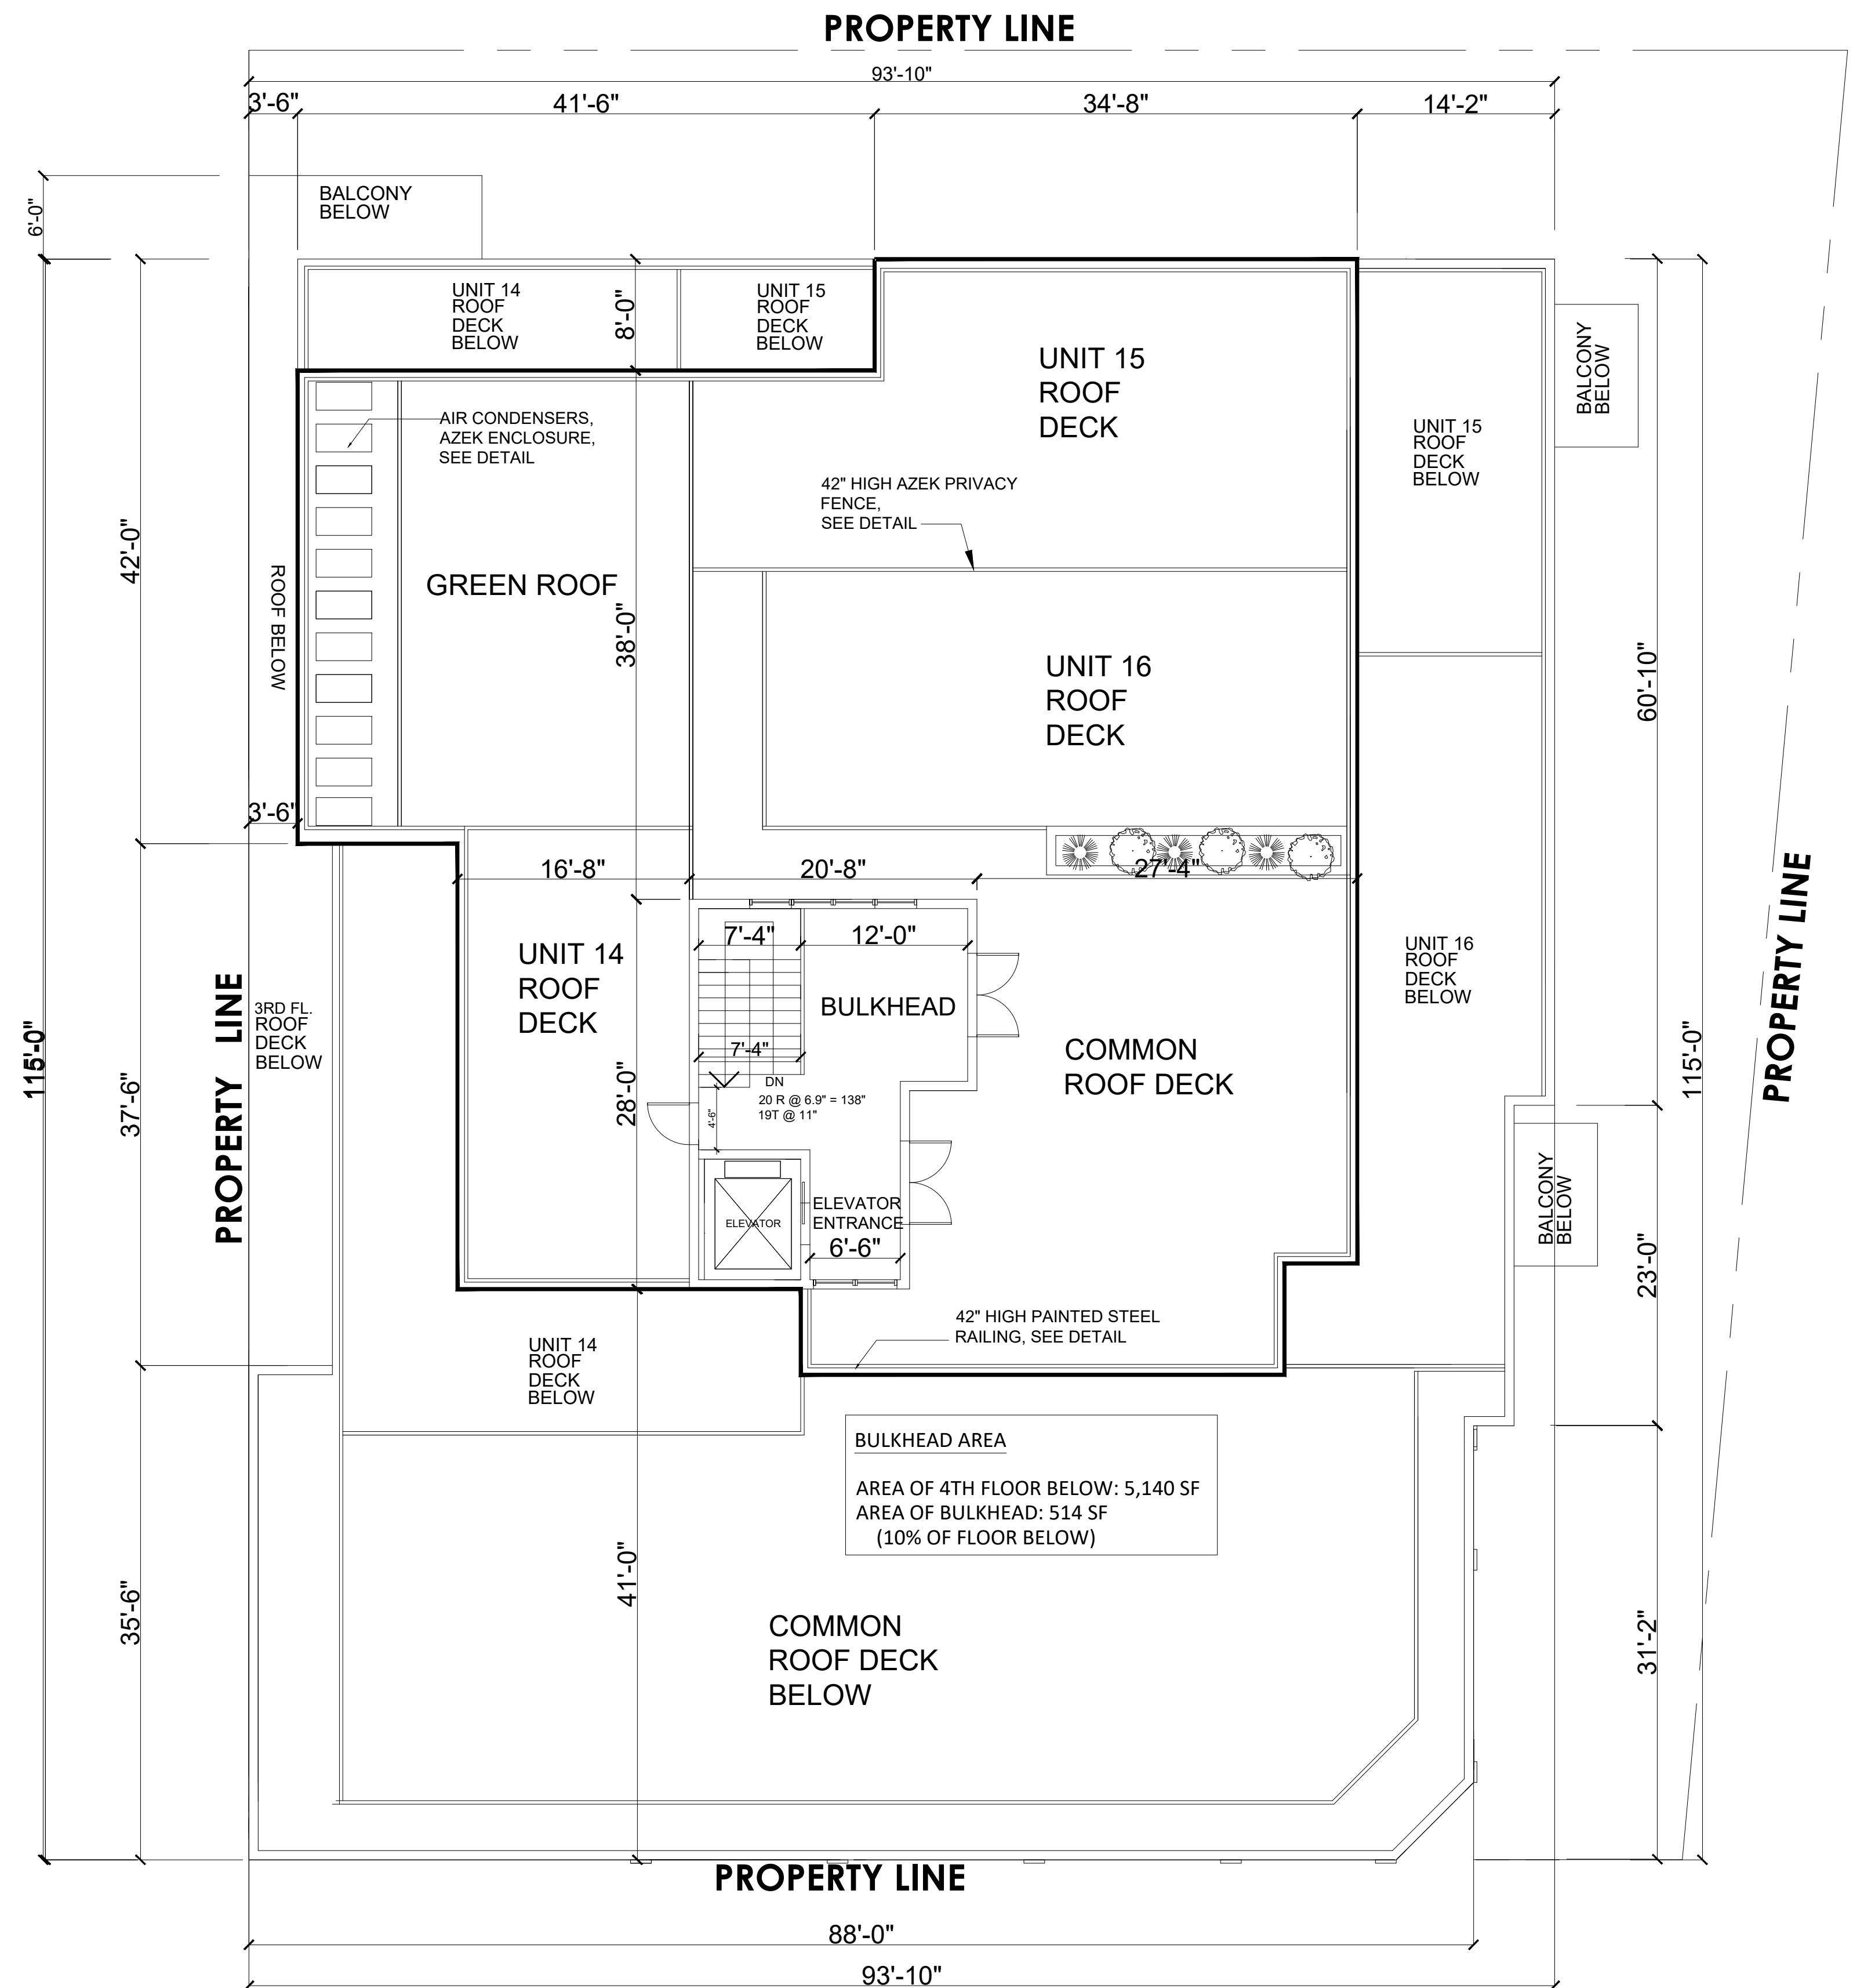 PROPERTY LINE
93'-10"
3'-6"
41'-6"
34'-8"
14'-2"
6'-0"
BALCONY
BELOW
UNIT 14
ROOF
DECK
BELOW
8'-0"
UNIT 15
ROOF
DECK
BELOW
UNIT 15
ROOF
DECK
BALCONY
BELOW
AIR CONDENSERS,
AZEK ENCLOSURE,
SEE DETAIL
UNIT 15
ROOF
DECK
BELOW
42" HIGH AZEK PRIVACY
FENCE,
SEE DETAIL
42'-0"
ROOF BELOW
GREEN ROOF
38'-0"
UNIT 16
ROOF
DECK
60'-10"
3'-6"
16'-8"
20'-8"
27'-4"
PROPERTY LINE
7'-4"
12'-0"
UNIT 14
ROOF
DECK
BULKHEAD
UNIT 16
ROOF
DECK
BELOW
PROPERTY LINE
3RD FL.
ROOF
DECK
BELOW
7'-4"
COMMON
ROOF DECK
115'-0"
115'-0"
37'-6"
28'-0"
DN
20 R @ 6.9" = 138"
19T @ 11"
4'-6"
ELEVATOR
ELEVATOR
ENTRANCE
6'-6"
BALCONY
BELOW
23'-0"
42" HIGH PAINTED STEEL
RAILING, SEE DETAIL
UNIT 14
ROOF
DECK
BELOW
BULKHEAD AREA
AREA OF 4TH FLOOR BELOW: 5,140 SF
AREA OF BULKHEAD: 514 SF
(10% OF FLOOR BELOW)
35'-6"
41'-0"
31'-2"
COMMON
ROOF DECK
BELOW
PROPERTY LINE
88'-0"
93'-10"